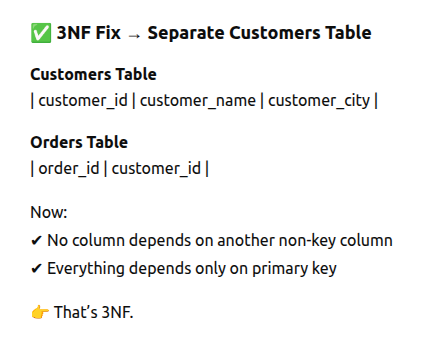 ✅ 3NF Fix → Separate Customers Table
Customers Table
| customer_id | customer_name | customer_city |
Orders Table
| order_id | customer_id |
Now:
✔ No column depends on another non-key column
✔ Everything depends only on primary key
👉 That’s 3NF.